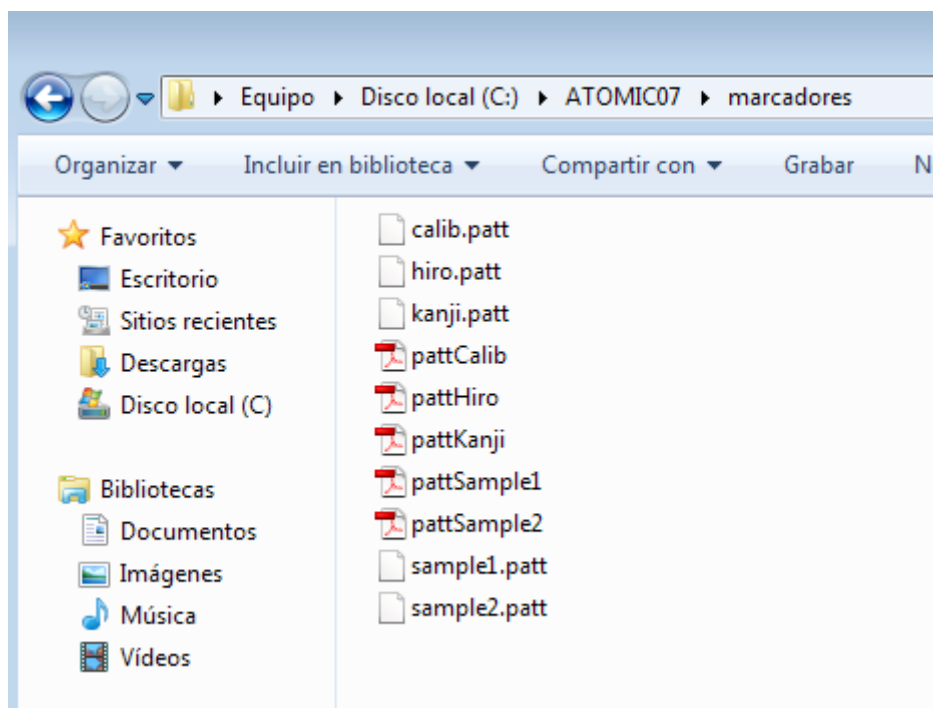 Equipo Disco local (C:) ATOMIC07 marcadores
Organizar Incluir en biblioteca Compartir con Grabar N
Favoritos
Escritorio
Sitios recientes
Descargas
Disco local (C)
Bibliotecas
Documentos
Imágenes
Música
Vídeos
calib.patt
hiro.patt
kanji.patt
pattCalib
pattHiro
pattKanji
pattSample1
pattSample2
sample1.patt
sample2.patt